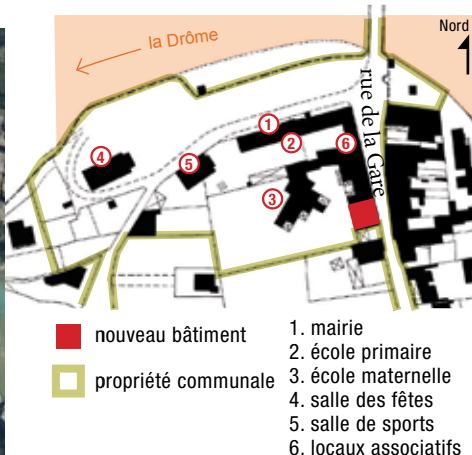 Nord
la Drôme
rue de la Gare
1
2
6
4
5
3
nouveau bâtiment
propriété communale
1. mairie
2. école primaire
3. école maternelle
4. salle des fêtes
5. salle de sports
6. locaux associatifs